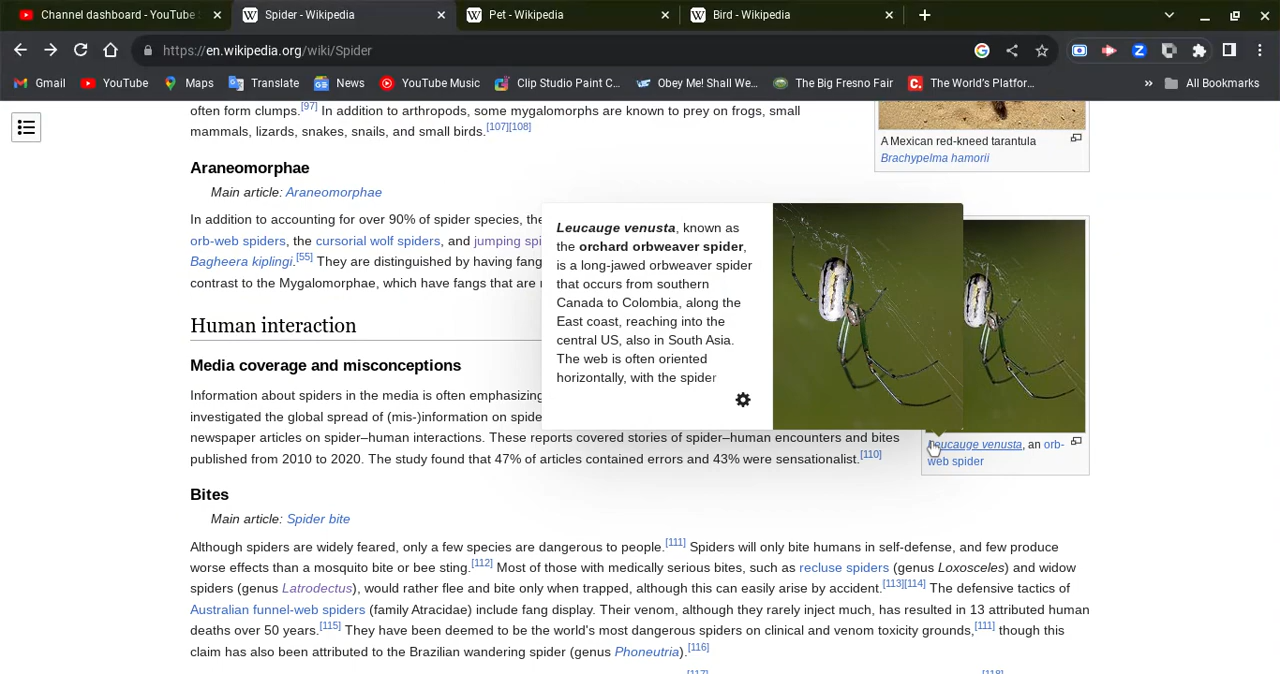 Channel dashboard - YouTube
Spider - Wikipedia
Pet - Wikipedia
Bird - Wikipedia
https://en.wikipedia.org/wiki/Spider
Gmail
YouTube
Maps
Translate
News
YouTube Music
Clip Studio Paint C...
Obey Me! Shall We...
The Big Fresno Fair
The World's Platfor...
»
All Bookmarks
often form clumps.[97] In addition to arthropods, some mygalomorphs are known to prey on frogs, small
mammals, lizards, snakes, snails, and small birds.[107][108]
A Mexican red-kneed tarantula
Brachypelma hamorii
Araneomorphae
Main article: Araneomorphae
In addition to accounting for over 90% of spider species, the
orb-web spiders, the cursorial wolf spiders, and jumping spi
Bagheera kiplingi.[55] They are distinguished by having fang
contrast to the Mygalomorphae, which have fangs that are
Leucauge venusta, known as
the orchard orbweaver spider,
is a long-jawed orbweaver spider
that occurs from southern
Canada to Colombia, along the
East coast, reaching into the
central US, also in South Asia.
The web is often oriented
horizontally, with the spider
Leucauge venusta, an orb-
web spider
Human interaction
Media coverage and misconceptions
Information about spiders in the media is often emphasizing
investigated the global spread of (mis-)information on spide
newspaper articles on spider–human interactions. These reports covered stories of spider–human encounters and bites
published from 2010 to 2020. The study found that 47% of articles contained errors and 43% were sensationalist.[110]
Bites
Main article: Spider bite
Although spiders are widely feared, only a few species are dangerous to people.[111] Spiders will only bite humans in self-defense, and few produce
worse effects than a mosquito bite or bee sting.[112] Most of those with medically serious bites, such as recluse spiders (genus Loxosceles) and widow
spiders (genus Latrodectus), would rather flee and bite only when trapped, although this can easily arise by accident.[113][114] The defensive tactics of
Australian funnel-web spiders (family Atracidae) include fang display. Their venom, although they rarely inject much, has resulted in 13 attributed human
deaths over 50 years.[115] They have been deemed to be the world's most dangerous spiders on clinical and venom toxicity grounds,[111] though this
claim has also been attributed to the Brazilian wandering spider (genus Phoneutria).[116]
[117] [118]